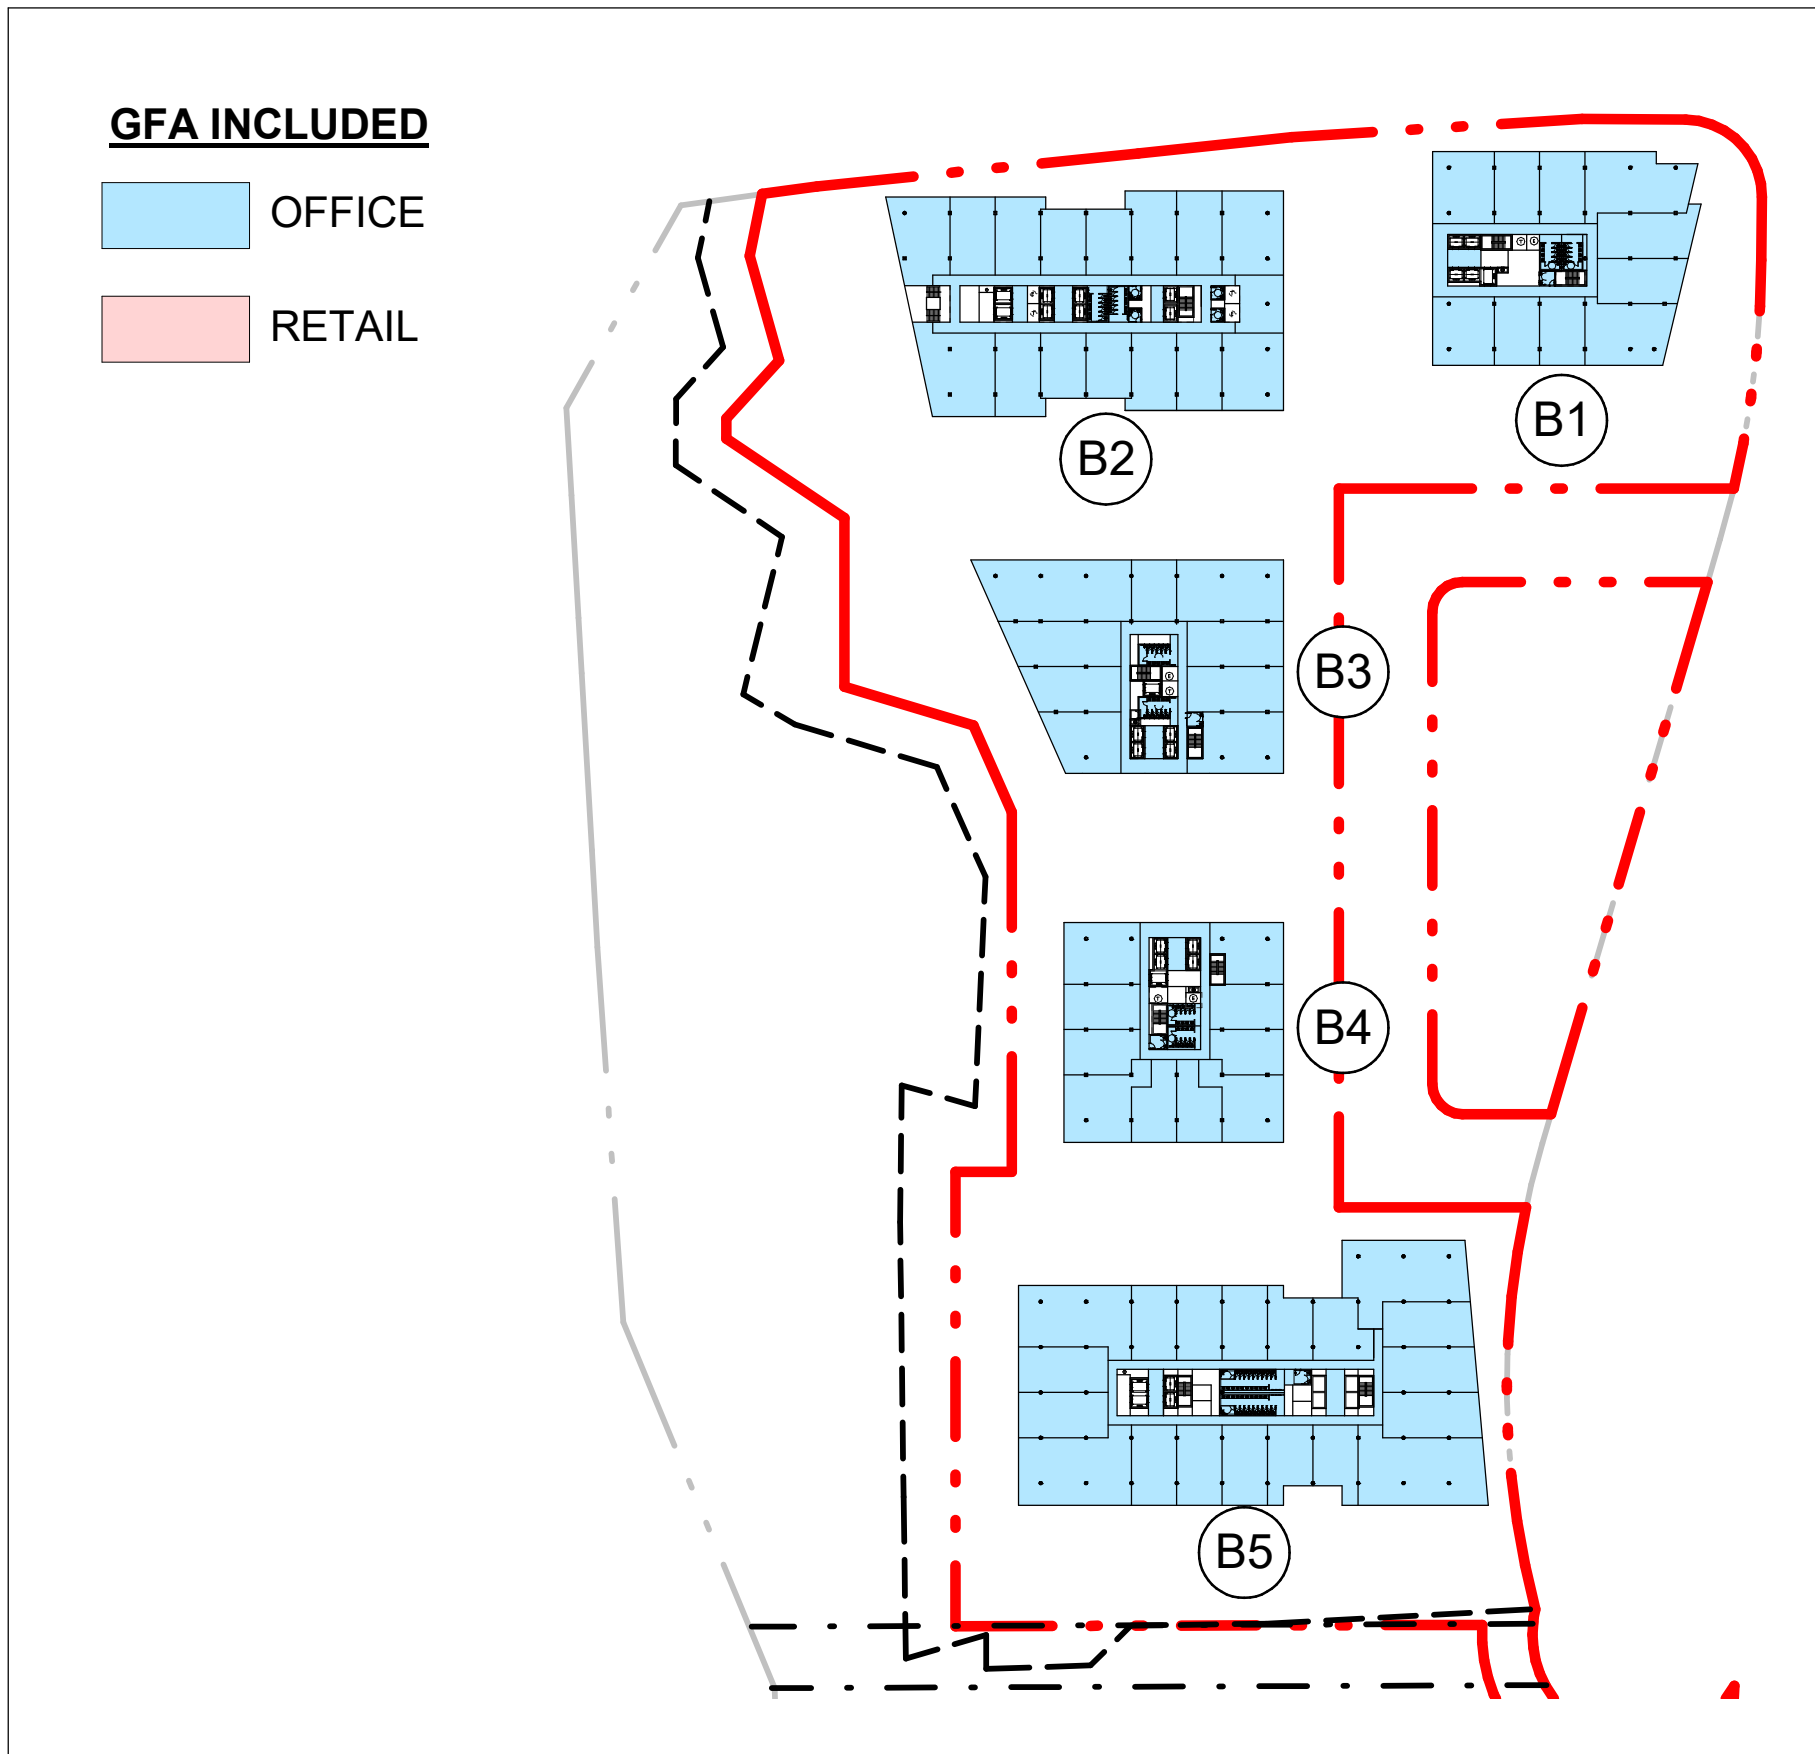 GFA INCLUDED
OFFICE
RETAIL
B1
B2
B3
B4
B5